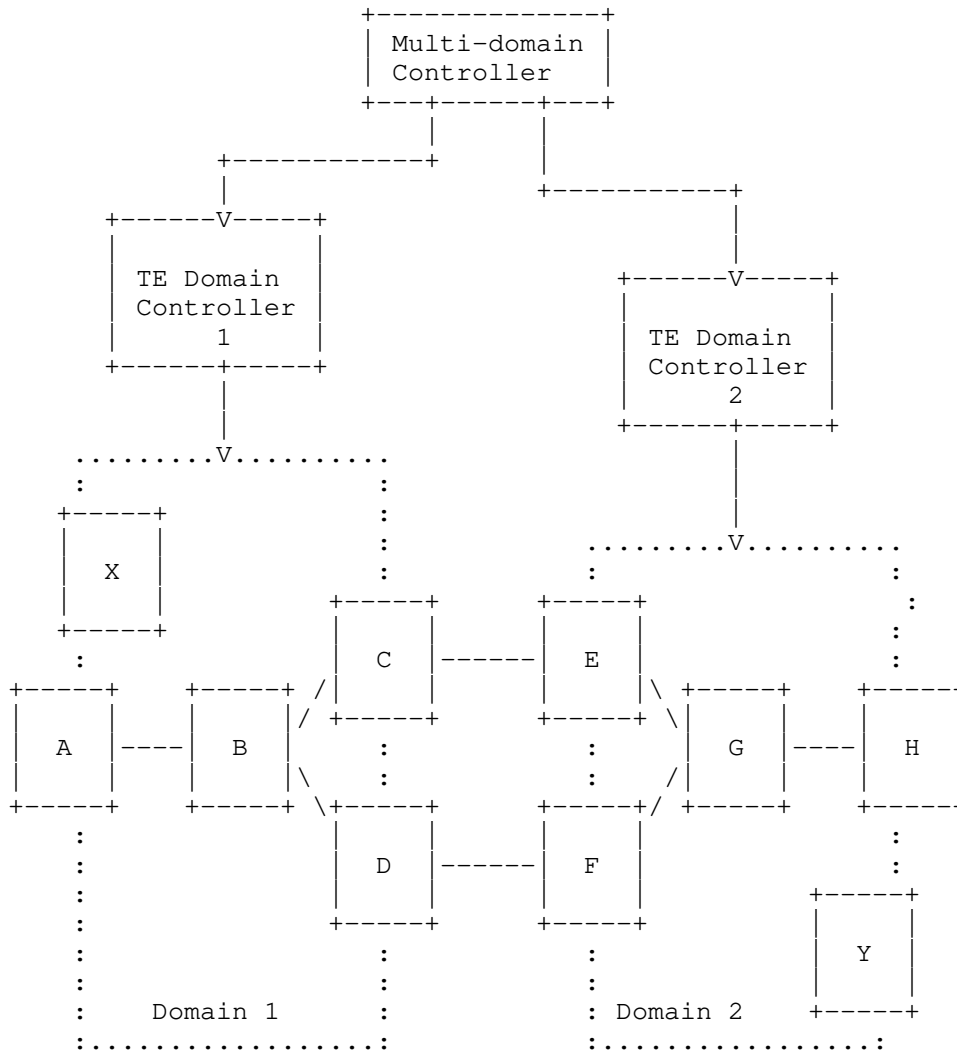 Multi-domain
Controller
TE Domain
Controller
1
TE Domain
Controller
2
X
C
E
A
B
G
H
D
F
Y
Domain 1
Domain 2